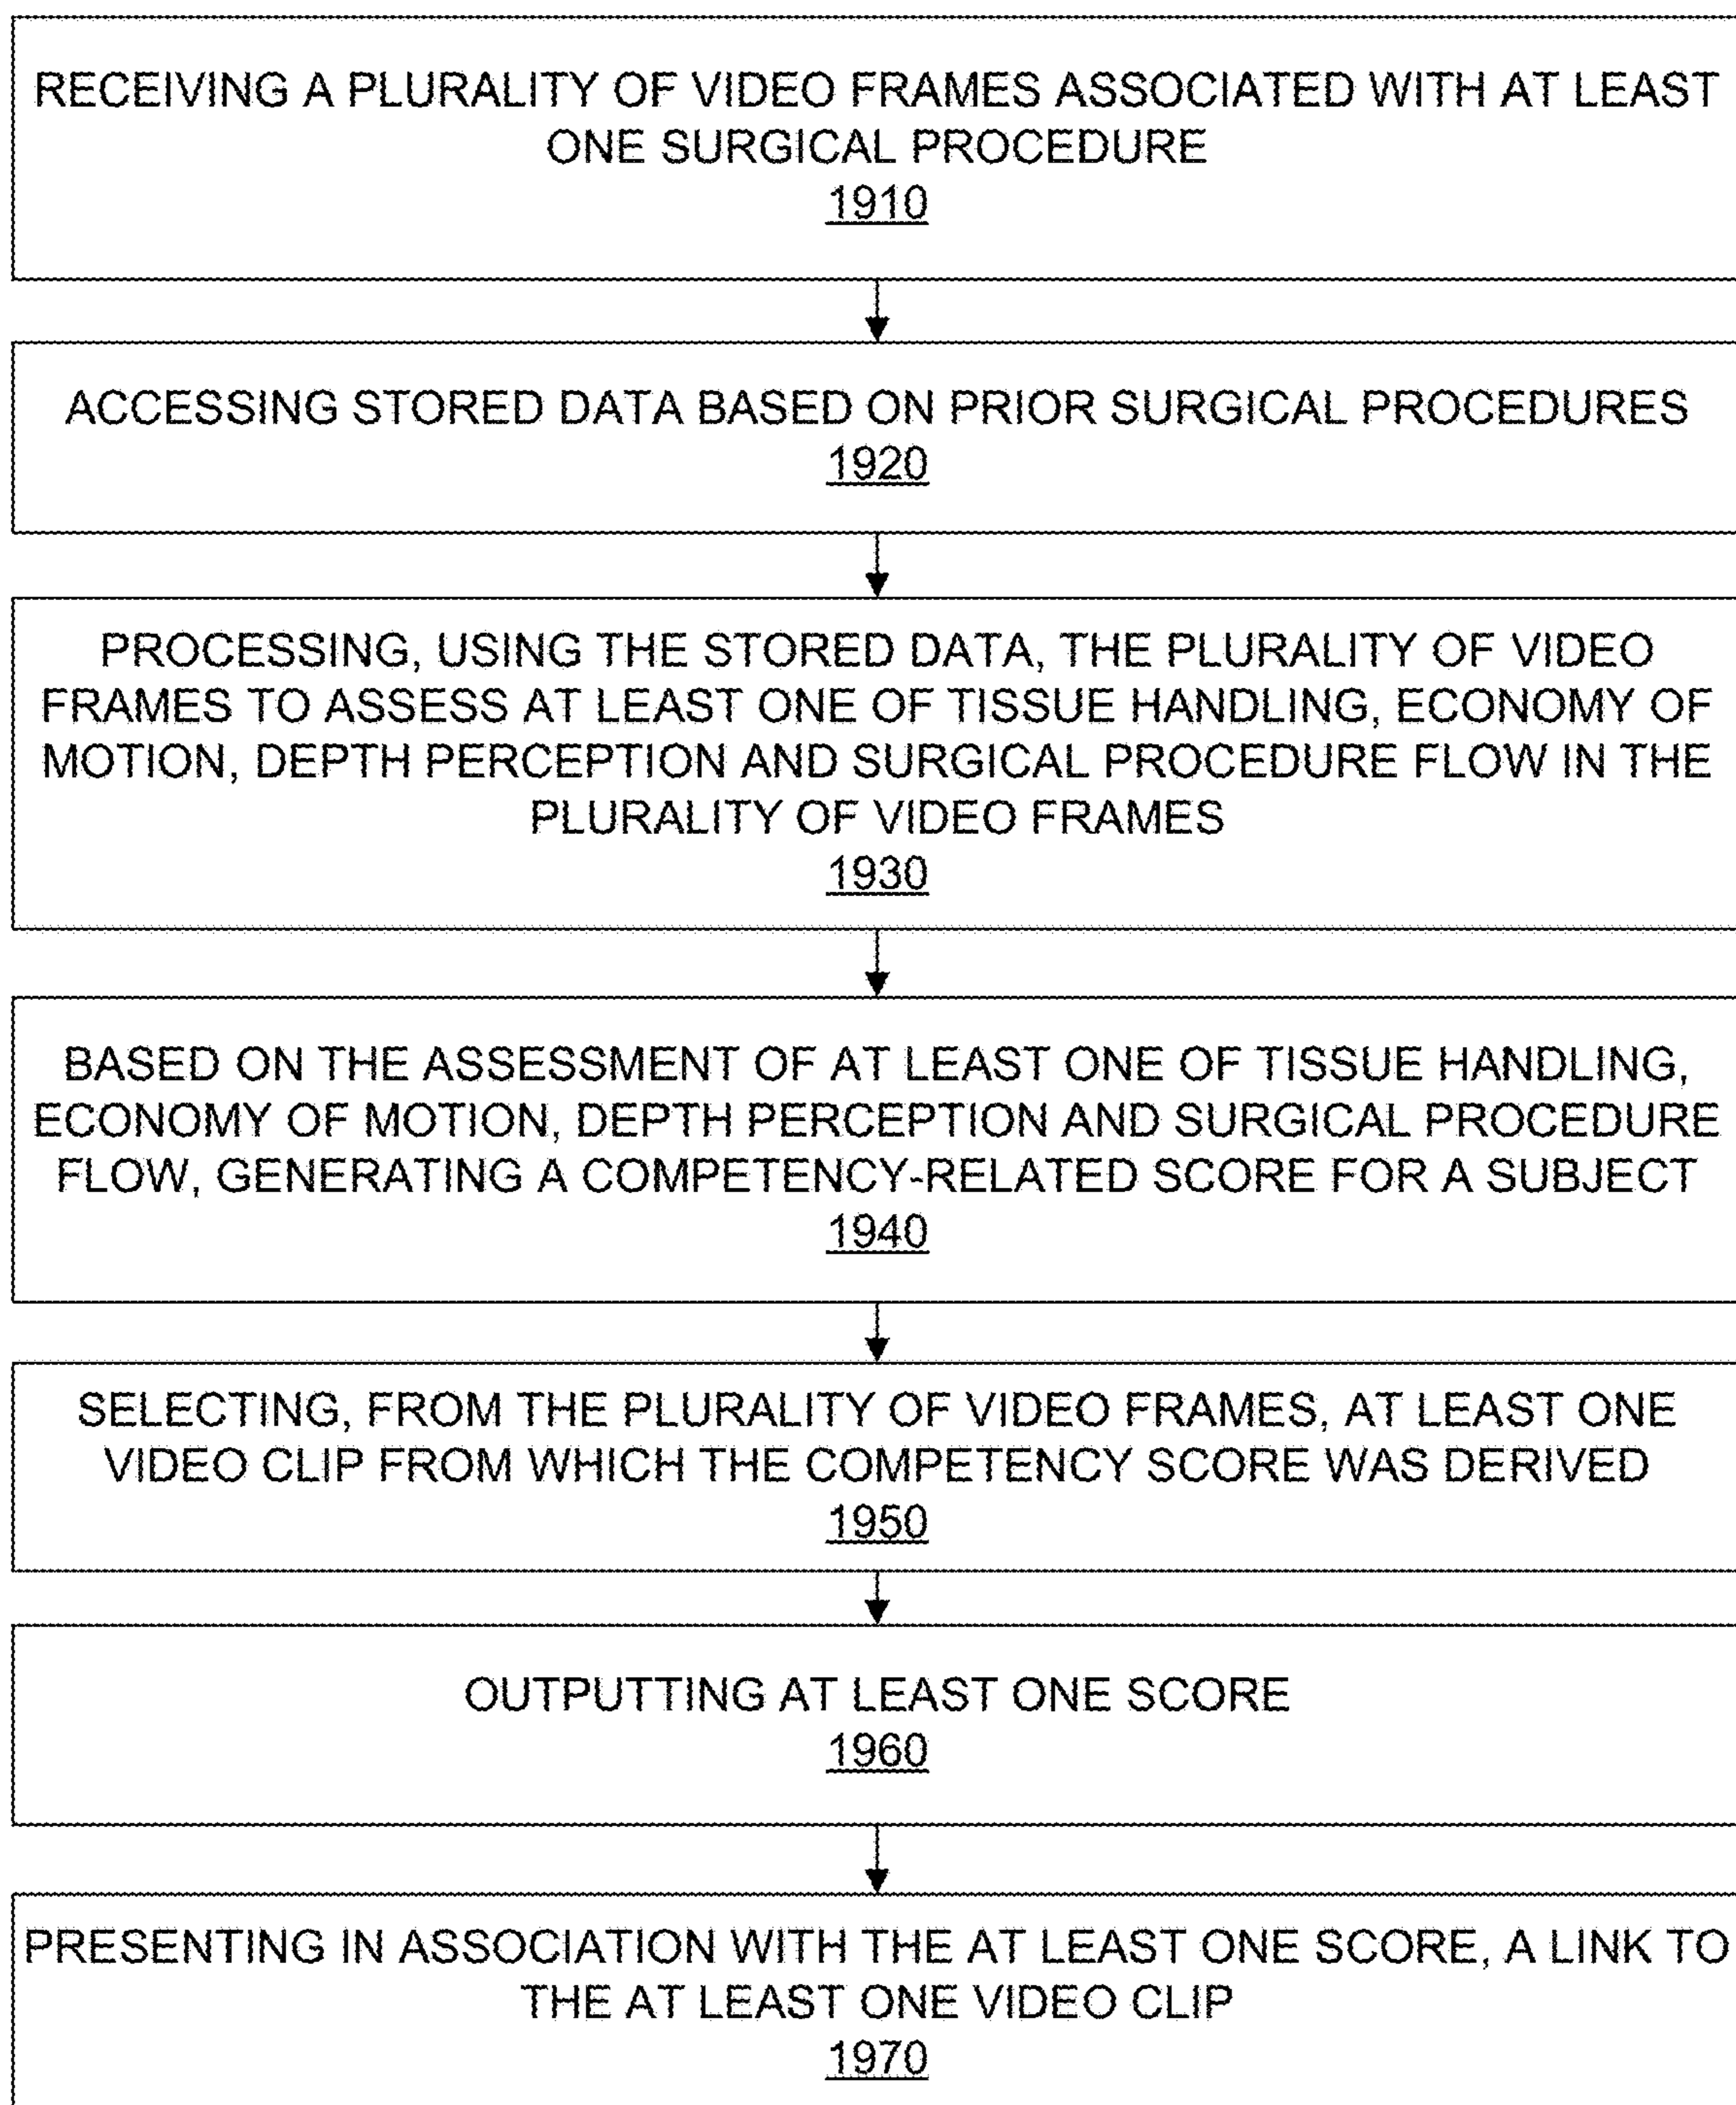 RECEIVING A PLURALITY OF VIDEO FRAMES ASSOCIATED WITH AT LEAST
ONE SURGICAL PROCEDURE
1910
ACCESSING STORED DATA BASED ON PRIOR SURGICAL PROCEDURES
1920
PROCESSING, USING THE STORED DATA, THE PLURALITY OF VIDEO
FRAMES TO ASSESS AT LEAST ONE OF TISSUE HANDLING, ECONOMY OF
MOTION, DEPTH PERCEPTION AND SURGICAL PROCEDURE FLOW IN THE
PLURALITY OF VIDEO FRAMES
1930
BASED ON THE ASSESSMENT OF AT LEAST ONE OF TISSUE HANDLING,
ECONOMY OF MOTION, DEPTH PERCEPTION AND SURGICAL PROCEDURE
FLOW, GENERATING A COMPETENCY-RELATED SCORE FOR A SUBJECT
1940
SELECTING, FROM THE PLURALITY OF VIDEO FRAMES, AT LEAST ONE
VIDEO CLIP FROM WHICH THE COMPETENCY SCORE WAS DERIVED
1950
OUTPUTTING AT LEAST ONE SCORE
1960
PRESENTING IN ASSOCIATION WITH THE AT LEAST ONE SCORE, A LINK TO
THE AT LEAST ONE VIDEO CLIP
1970